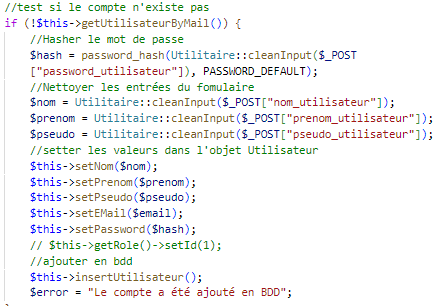 //test si le compte n'existe pas
if (!$this->getUtilisateurByMail()) {
//Hasher le mot de passe
$hash = password_hash(Utilitaire::cleanInput($_POST
["password_utilisateur"]), PASSWORD_DEFAULT);
//Nettoyer les entrées du fomulaire
$nom = Utilitaire::cleanInput($_POST["nom_utilisateur"]);
$prenom = Utilitaire::cleanInput($_POST["prenom_utilisateur"]);
$pseudo = Utilitaire::cleanInput($_POST["pseudo_utilisateur"]);
//setter les valeurs dans l'objet Utilisateur
$this->setNom($nom);
$this->setPrenom($prenom);
$this->setPseudo($pseudo);
$this->setEMail($email);
$this->setPassword($hash);
// $this->getRole()->setId(1);
//ajouter en bdd
$this->insertUtilisateur();
$error = "Le compte a été ajouté en BDD";